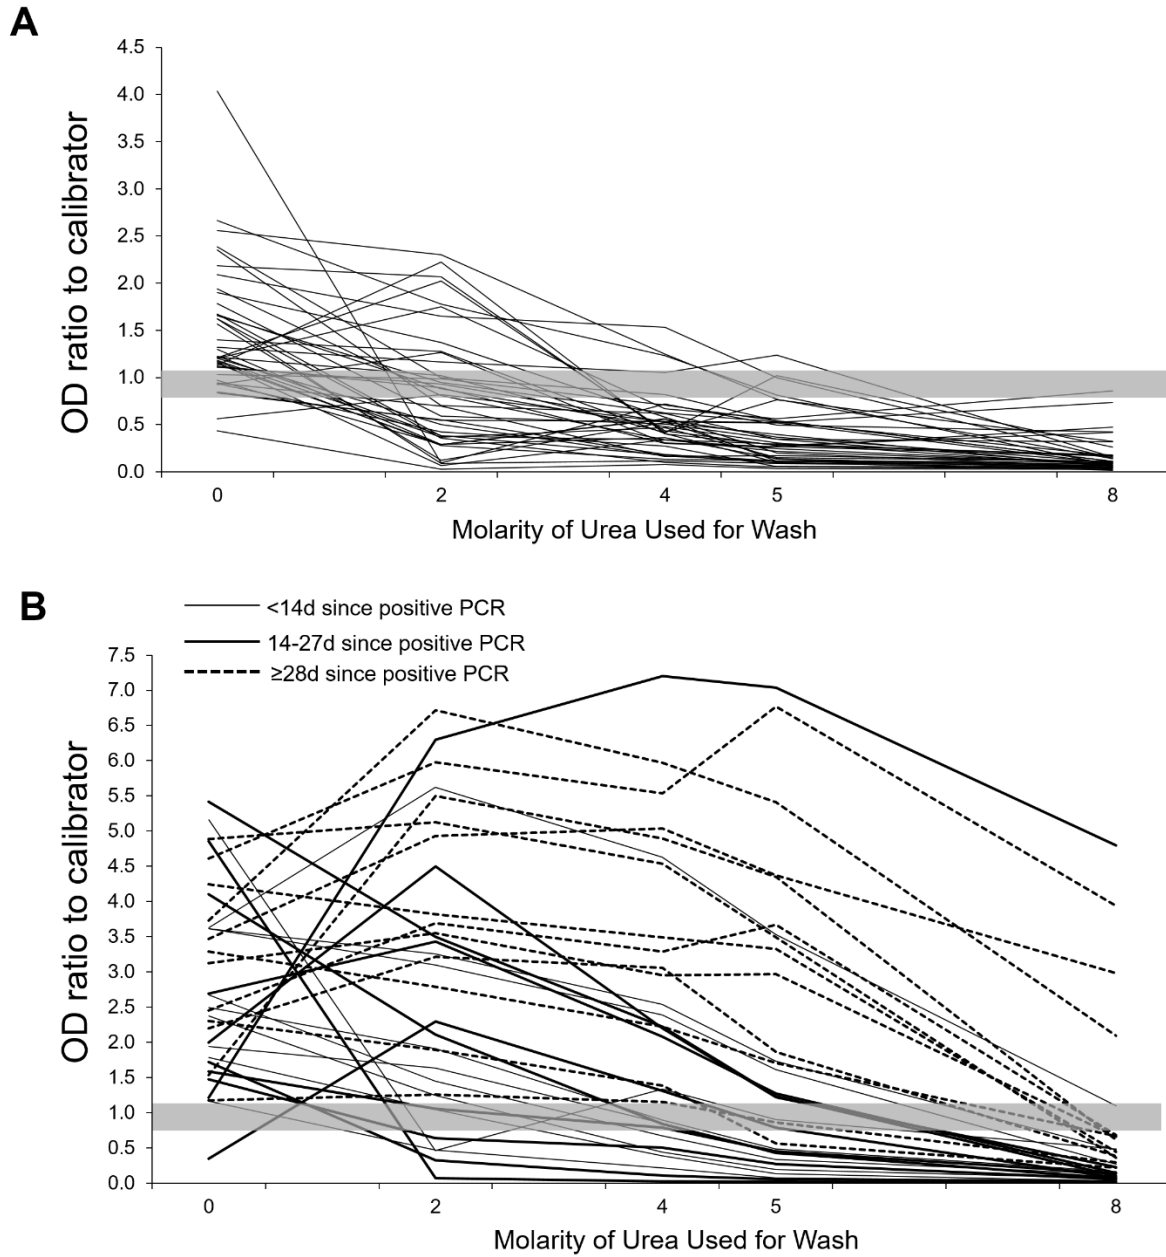 A
4.5
4.0
3.5
3.0
2.5
2.0
1.5
1.0
0.5
0.0
OD ratio to calibrator
0 2 4 5 8
Molarity of Urea Used for Wash
B
<14d since positive PCR
14-27d since positive PCR
≥28d since positive PCR
7.5
7.0
6.5
6.0
5.5
5.0
4.5
4.0
3.5
3.0
2.5
2.0
1.5
1.0
0.5
0.0
OD ratio to calibrator
0 2 4 5 8
Molarity of Urea Used for Wash